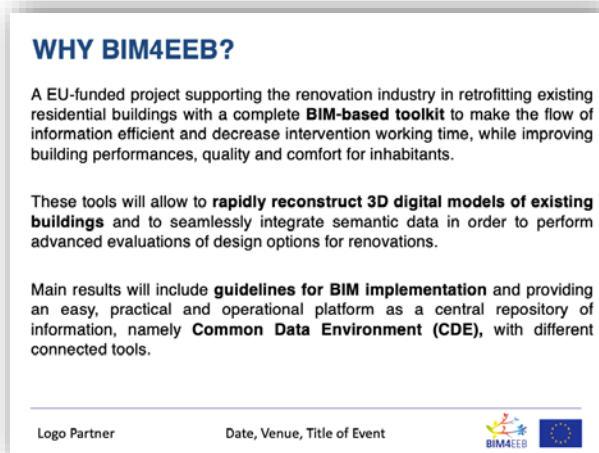 WHY BIM4EEB?
A EU-funded project supporting the renovation industry in retrofitting existing
residential buildings with a complete BIM-based toolkit to make the flow of
information efficient and decrease intervention working time, while improving
building performances, quality and comfort for inhabitants.
These tools will allow to rapidly reconstruct 3D digital models of existing
buildings and to seamlessly integrate semantic data in order to perform
advanced evaluations of design options for renovations.
Main results will include guidelines for BIM implementation and providing
an easy, practical and operational platform as a central repository of
information, namely Common Data Environment (CDE), with different
connected tools.
Logo Partner
Date, Venue, Title of Event
BIM4EEB